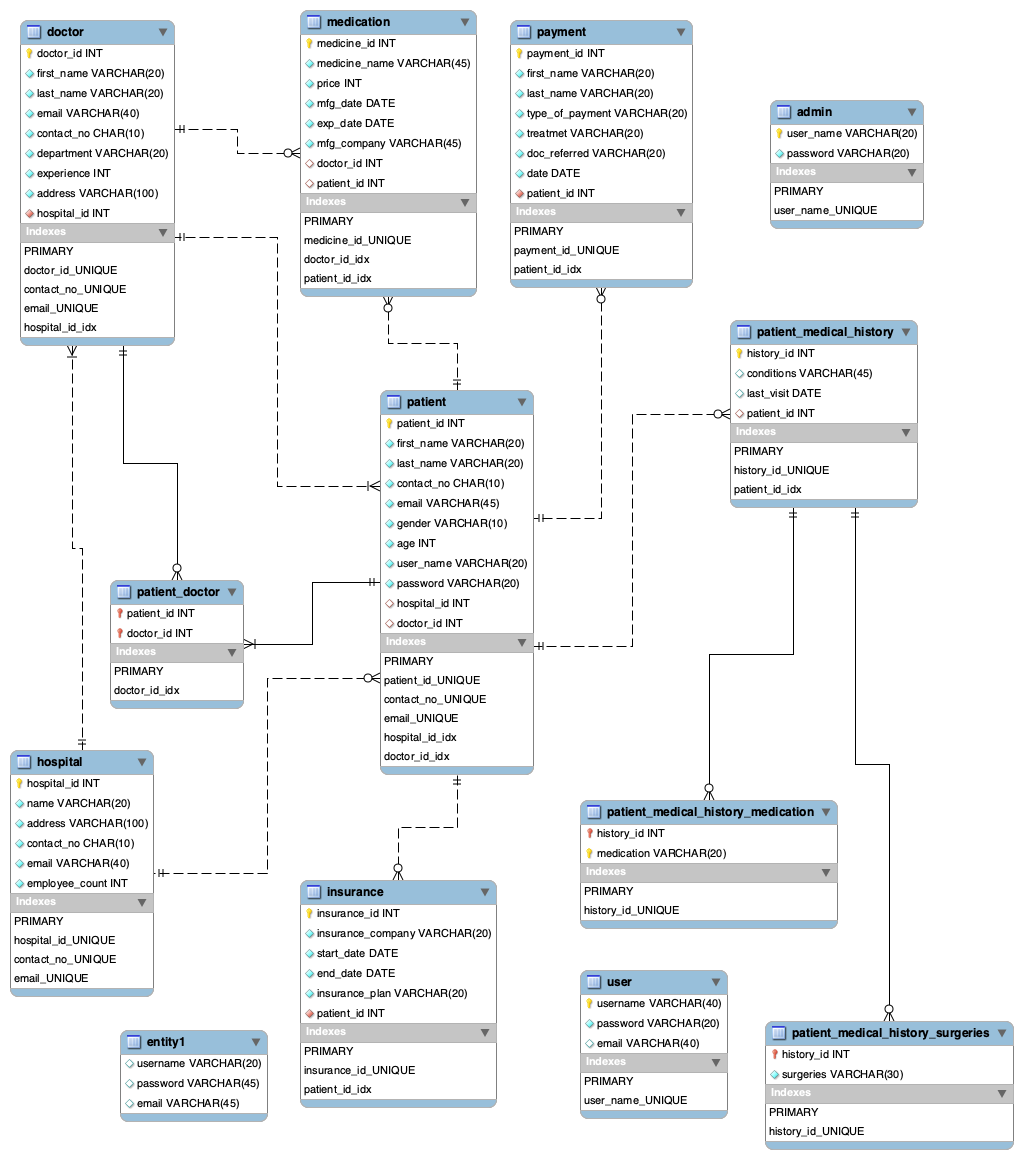 doctor
doctor_id INT
first_name VARCHAR(20)
last_name VARCHAR(20)
email VARCHAR(40)
contact_no CHAR(10)
department VARCHAR(20)
experience INT
address VARCHAR(100)
hospital_id INT
Indexes
PRIMARY
doctor_id_UNIQUE
contact_no_UNIQUE
email_UNIQUE
hospital_id_idx
medication
medicine_id INT
medicine_name VARCHAR(45)
price INT
mfg_date DATE
exp_date DATE
mfg_company VARCHAR(45)
doctor_id INT
patient_id INT
Indexes
PRIMARY
medicine_id_UNIQUE
doctor_id_idx
patient_id_idx
payment
payment_id INT
first_name VARCHAR(20)
last_name VARCHAR(20)
type_of_payment VARCHAR(20)
treatmet VARCHAR(20)
doc_referred VARCHAR(20)
date DATE
patient_id INT
Indexes
PRIMARY
payment_id_UNIQUE
patient_id_idx
admin
user_name VARCHAR(20)
password VARCHAR(20)
Indexes
PRIMARY
user_name_UNIQUE
patient_medical_history
history_id INT
conditions VARCHAR(45)
last_visit DATE
patient_id INT
Indexes
PRIMARY
history_id_UNIQUE
patient_id_idx
patient
patient_id INT
first_name VARCHAR(20)
last_name VARCHAR(20)
contact_no CHAR(10)
email VARCHAR(45)
gender VARCHAR(10)
age INT
user_name VARCHAR(20)
password VARCHAR(20)
hospital_id INT
doctor_id INT
Indexes
PRIMARY
patient_id_UNIQUE
contact_no_UNIQUE
email_UNIQUE
hospital_id_idx
doctor_id_idx
patient_doctor
patient_id INT
doctor_id INT
Indexes
PRIMARY
doctor_id_idx
hospital
hospital_id INT
name VARCHAR(20)
address VARCHAR(100)
contact_no CHAR(10)
email VARCHAR(40)
employee_count INT
Indexes
PRIMARY
hospital_id_UNIQUE
contact_no_UNIQUE
email_UNIQUE
patient_medical_history_medication
history_id INT
medication VARCHAR(20)
Indexes
PRIMARY
history_id_UNIQUE
insurance
insurance_id INT
insurance_company VARCHAR(20)
start_date DATE
end_date DATE
insurance_plan VARCHAR(20)
patient_id INT
Indexes
PRIMARY
insurance_id_UNIQUE
patient_id_idx
user
username VARCHAR(40)
password VARCHAR(20)
email VARCHAR(40)
Indexes
PRIMARY
user_name_UNIQUE
patient_medical_history_surgeries
history_id INT
surgeries VARCHAR(30)
Indexes
PRIMARY
history_id_UNIQUE
entity1
username VARCHAR(20)
password VARCHAR(45)
email VARCHAR(45)